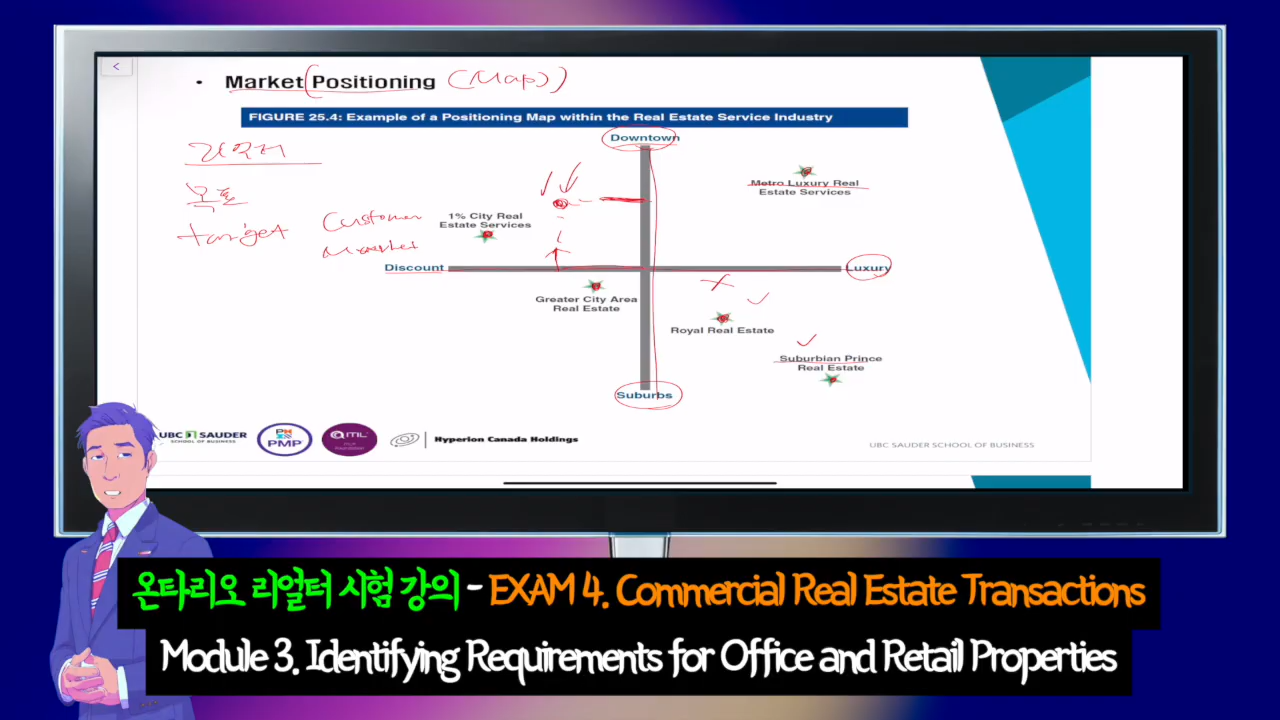 <
• Market Positioning (Map)
FIGURE 25.4: Example of a Positioning Map within the Real Estate Service Industry
Downtown
Metro Luxury Real
Estate Services
목표
target Customer
Market
1% City Real
Estate Services
Discount
Luxury
Greater City Area
Real Estate
Royal Real Estate
Suburbian Prince
Real Estate
Suburbs
UBC SAUDER
SCHOOL OF BUSINESS
PMP
ITIL
Hyperion Canada Holdings
UBC SAUDER SCHOOL OF BUSINESS
온타리오 리얼터 시험 강의 - EXAM 4. Commercial Real Estate Transactions
Module 3. Identifying Requirements for Office and Retail Properties